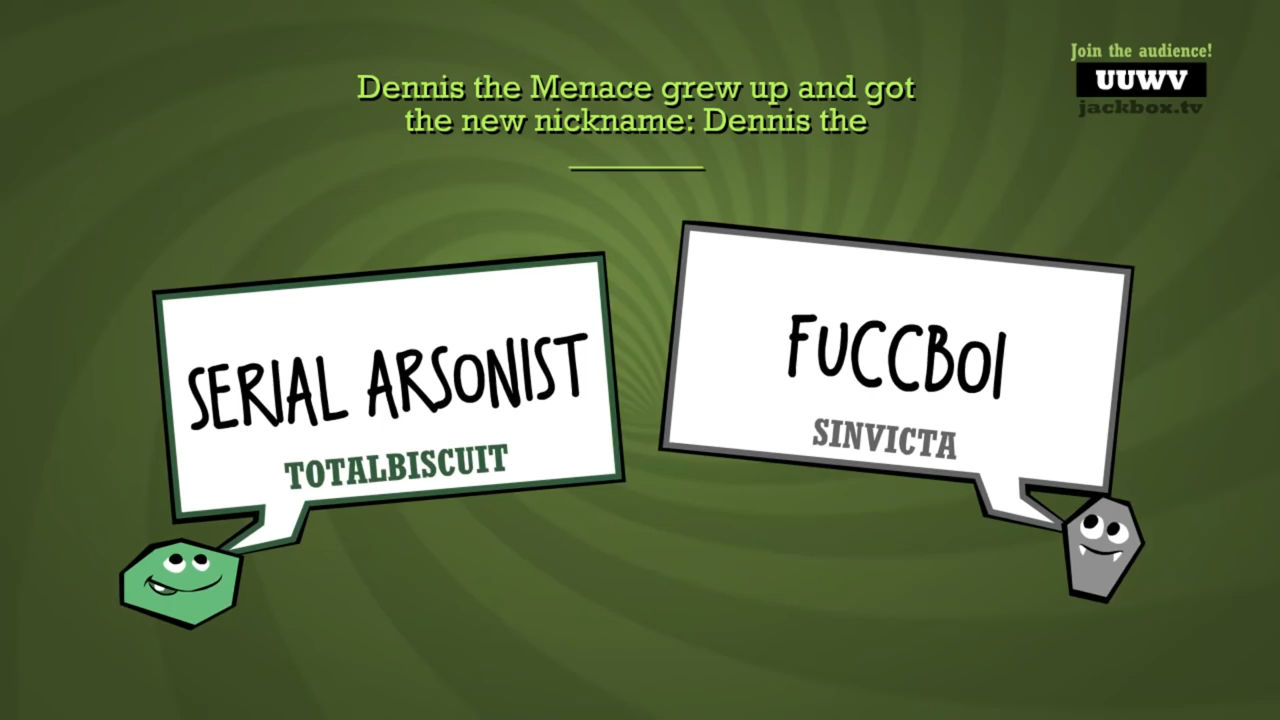 Join the audience!
UUWV
jackbox.tv
Dennis the Menace grew up and got
the new nickname: Dennis the
SERIAL ARSONIST
TOTALBISCUIT
FUCCBOI
SINVICTA